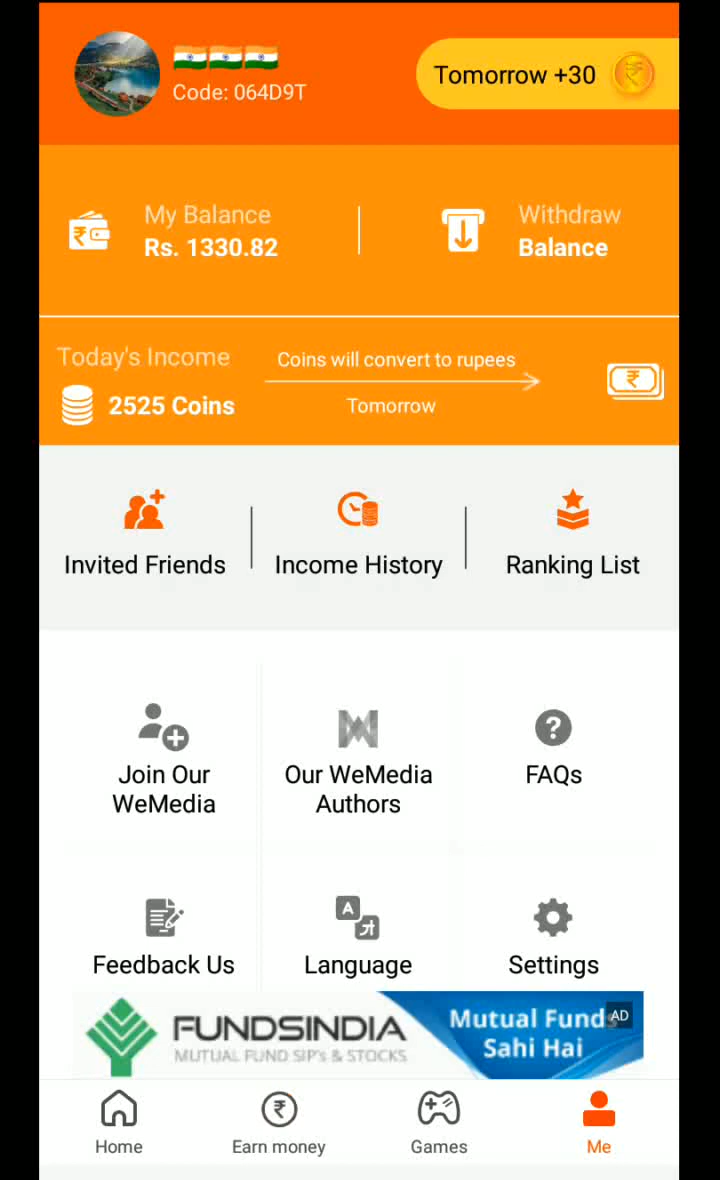 🇮🇳🇮🇳🇮🇳
Code: 064D9T
Tomorrow +30
My Balance
Rs. 1330.82
Withdraw
Balance
Today's Income
2525 Coins
Coins will convert to rupees
Tomorrow
₹
Invited Friends
Income History
Ranking List
Join Our
WeMedia
Our WeMedia
Authors
FAQs
Feedback Us
Language
Settings
FUNDSINDIA
MUTUAL FUND SIP's & STOCKS
Mutual Funds
Sahi Hai
AD
Home
Earn money
Games
Me